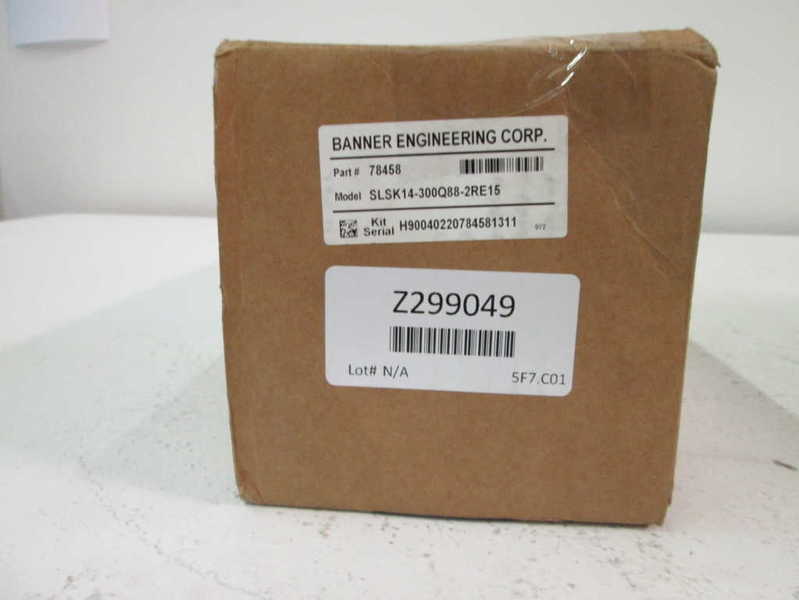 BANNER ENGINEERING CORP.
Part # 78458
Model SLSK14-300Q88-2RE15
Kit Serial H90040220784581311
Z299049
Lot# N/A 5F7.C01